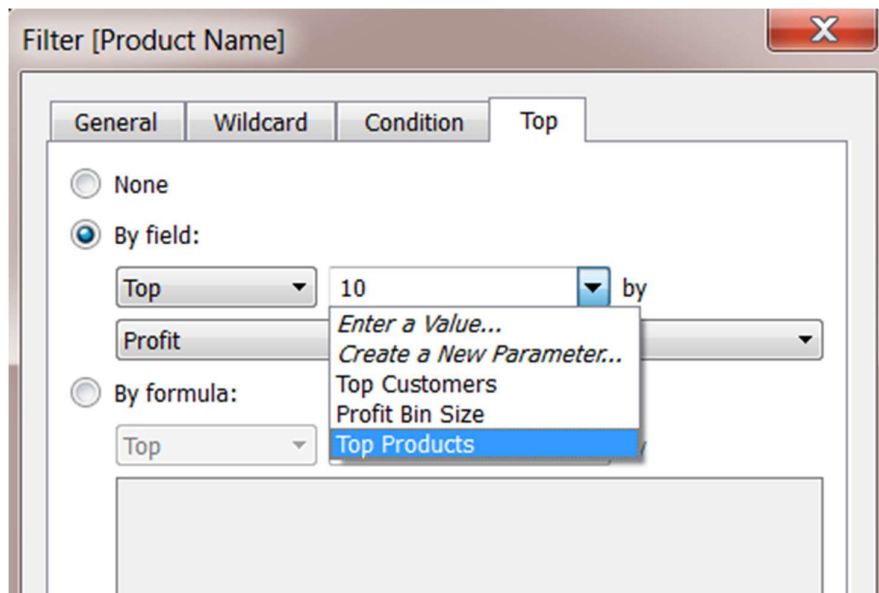 Filter [Product Name]
General Wildcard Condition Top
None
By field:
Top 10 by
Profit
Enter a Value...
Create a New Parameter...
Top Customers
Profit Bin Size
Top Products
By formula:
Top